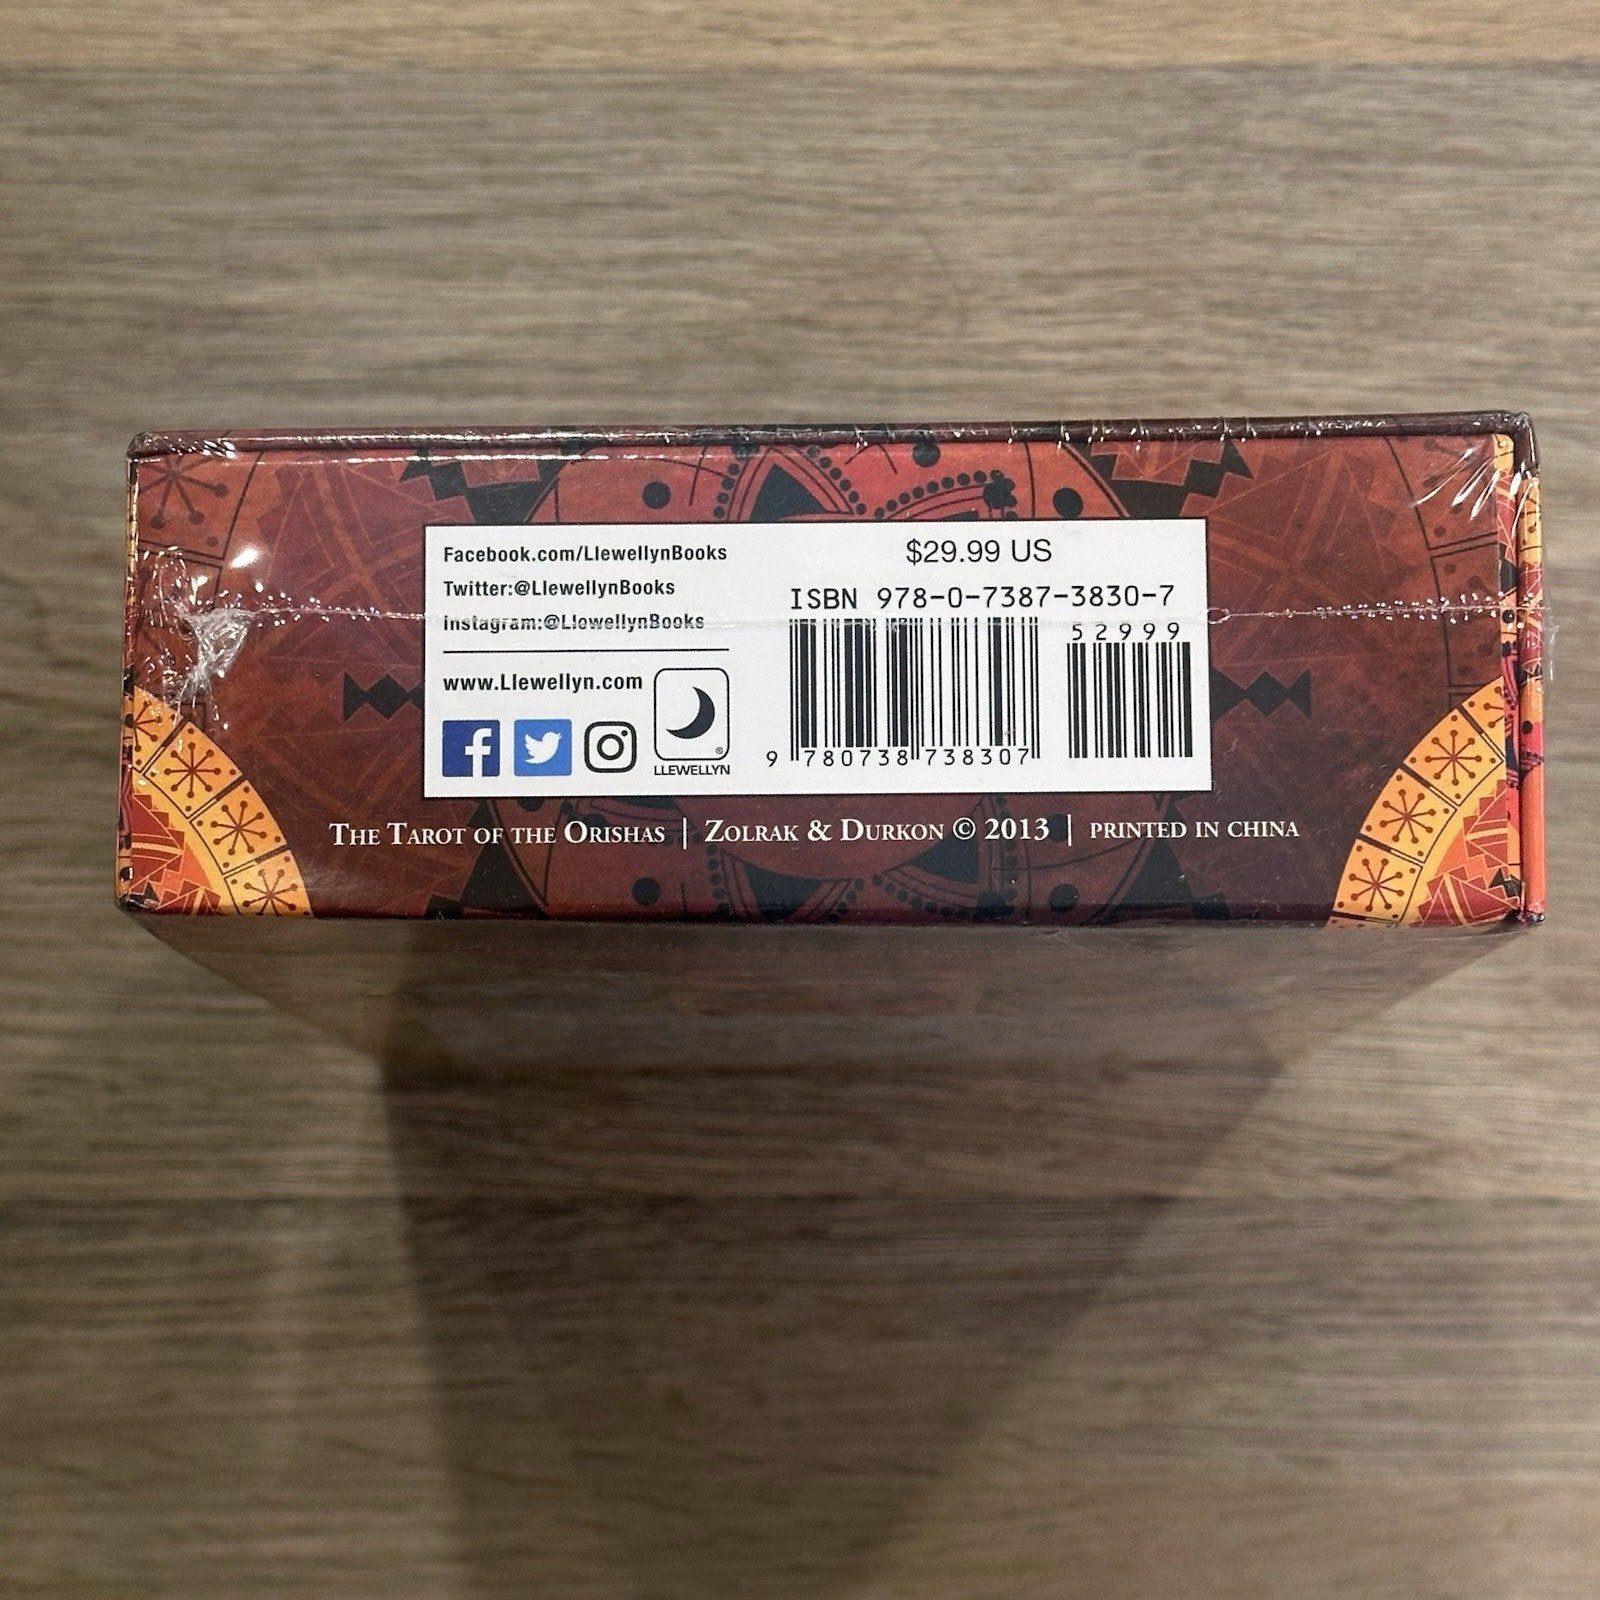 Facebook.com/LlewellynBooks
Twitter:@LlewellynBooks
Instagram:@LlewellynBooks
www.Llewellyn.com
f
®
LLEWELLYN
$29.99 US
ISBN 978-0-7387-3830-7
52999
9 780738 738307
The Tarot of the Orishas | Zolrak & Durkon © 2013 | printed in china